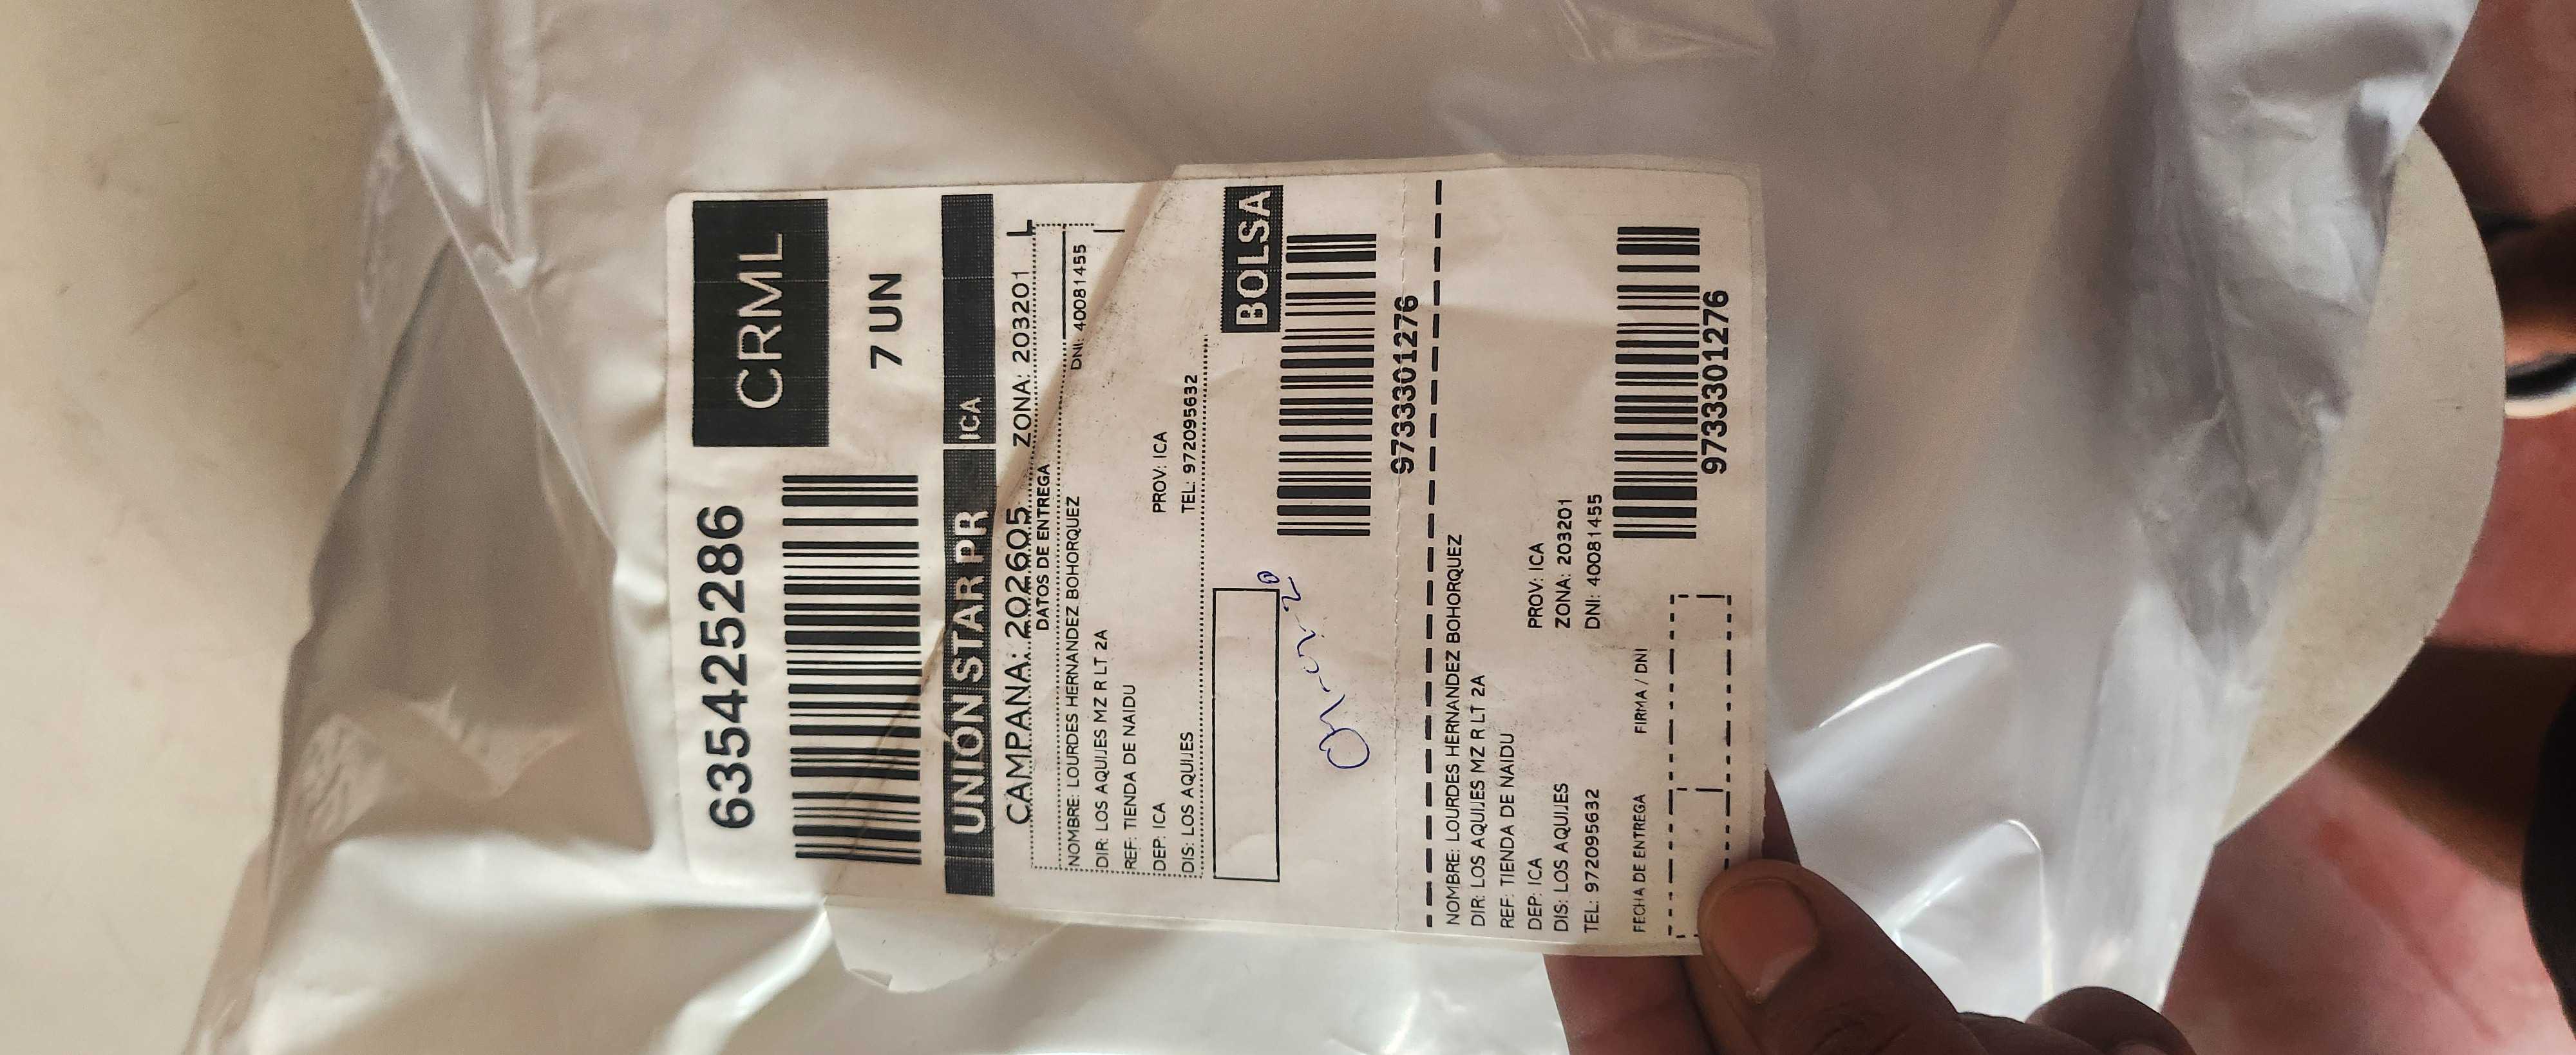 6354425286
CRML
7 UN
UNIÓN STAR PR ICA
CAMPAÑA: 202605 ZONA: 203201
DATOS DE ENTREGA
NOMBRE: LOURDES HERNANDEZ BOHORQUEZ DNI: 40081455
DIR: LOS AQUIJES MZ R LT 2A
REF: TIENDA DE NAIDU
DEP: ICA PROV: ICA
DIS: LOS AQUIJES TEL: 972095632
BOLSA
9733301276
NOMBRE: LOURDES HERNANDEZ BOHORQUEZ
DIR: LOS AQUIJES MZ R LT 2A
REF: TIENDA DE NAIDU
DEP: ICA PROV: ICA
DIS: LOS AQUIJES ZONA: 203201
TEL: 972095632 DNI: 40081455
FECHA DE ENTREGA FIRMA / DNI
9733301276